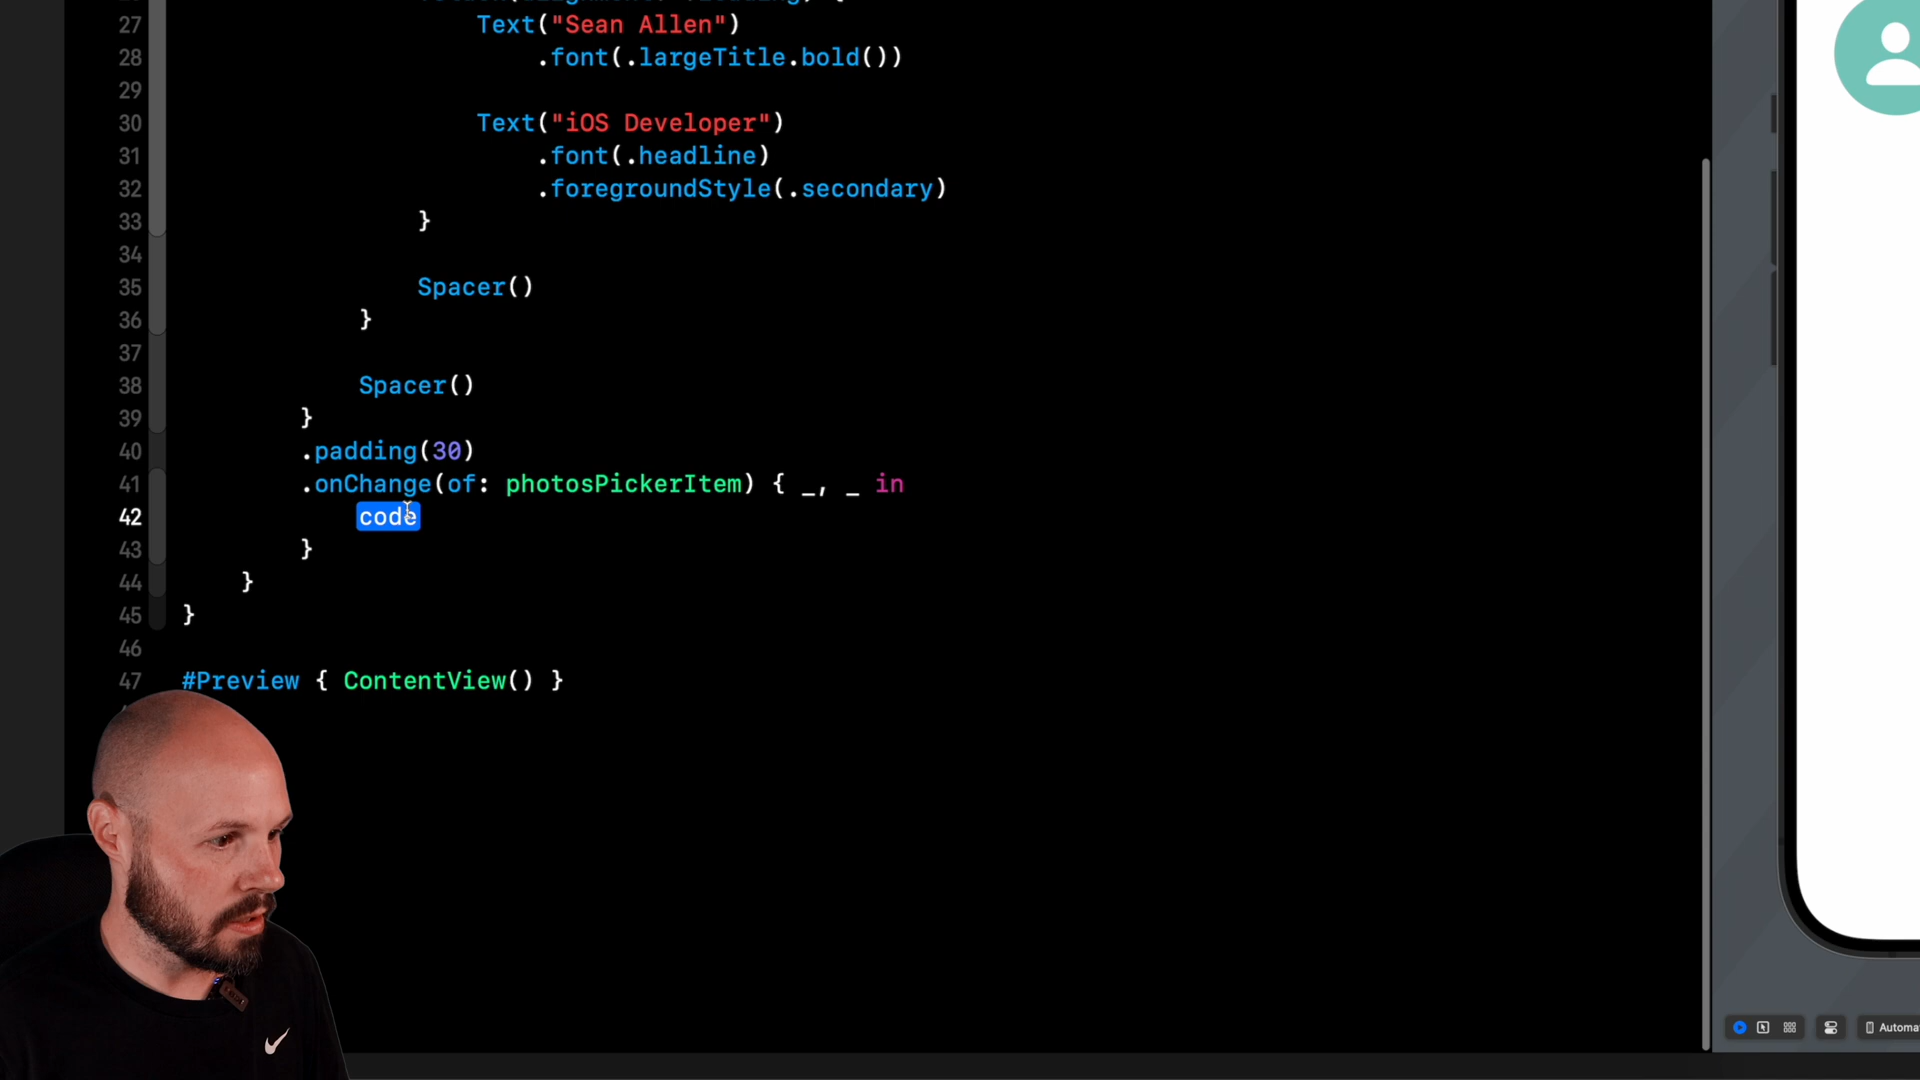 27 Text("Sean Allen")
28 .font(.largeTitle.bold())
29
30 Text("iOS Developer")
31 .font(.headline)
32 .foregroundStyle(.secondary)
33 }
34
35 Spacer()
36 }
37
38 Spacer()
39 }
40 .padding(30)
41 .onChange(of: photosPickerItem) { _, _ in
42 code
43 }
44 }
45 }
46
47 #Preview { ContentView() }
Automa